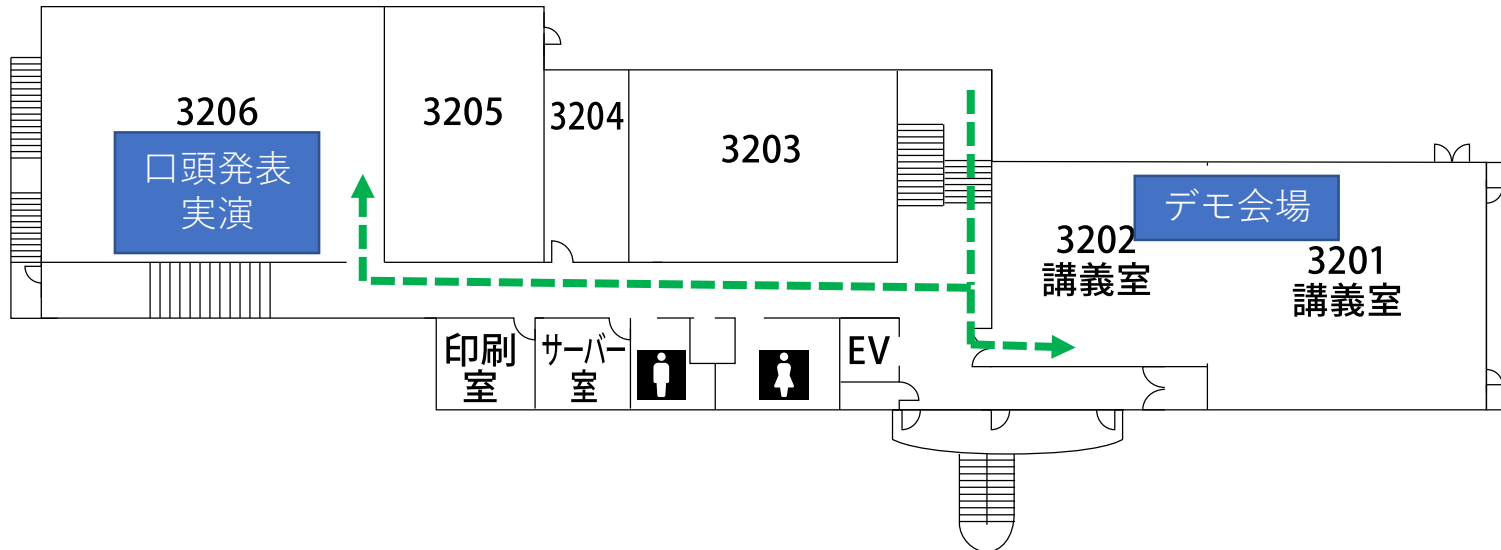 3206
口頭発表
実演
3205
3204
3203
デモ会場
3202
講義室
3201
講義室
印刷
室
サーバー
室
EV